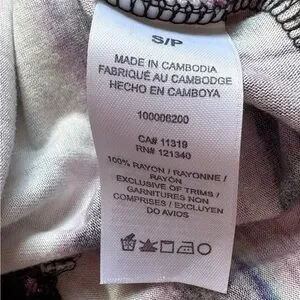 S/P
MADE IN CAMBODIA
FABRIQUÉ AU CAMBODGE
HECHO EN CAMBOYA
100006200
CA# 11319
RN# 121340
100% RAYON / RAYONNE /
RAYÓN
EXCLUSIVE OF TRIMS /
GARNITURES NON
COMPRISES / EXCLUYEN
DO AVIOS